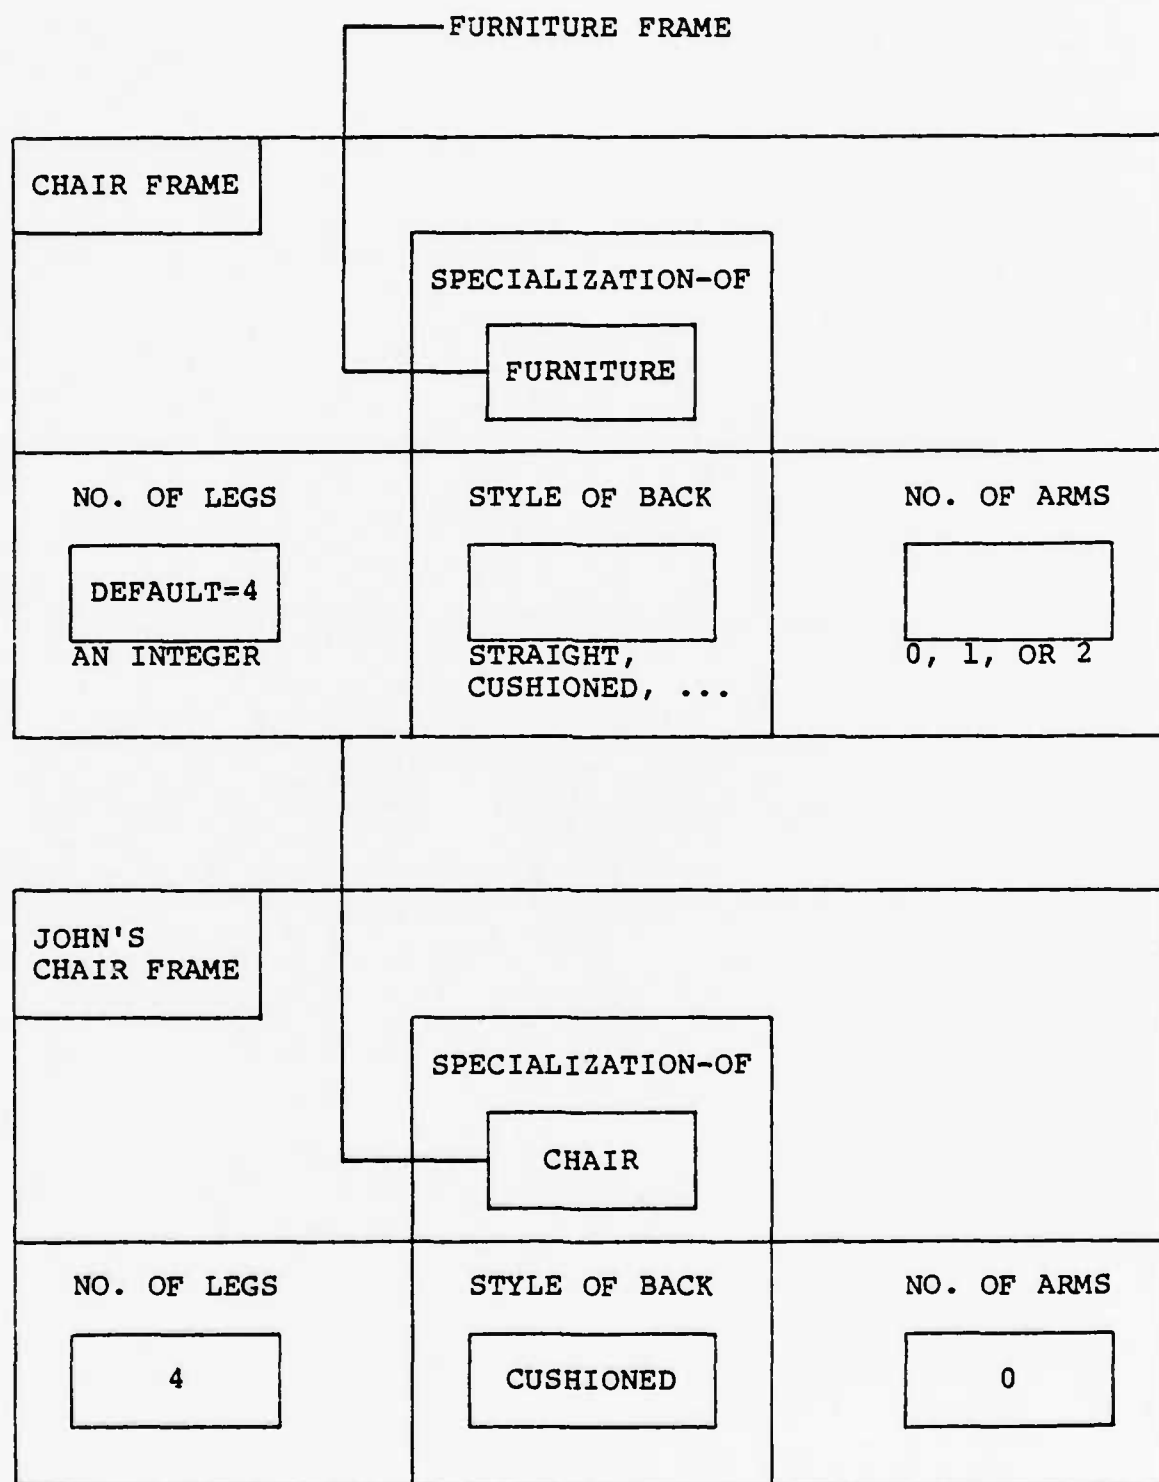 FURNITURE FRAME
CHAIR FRAME
SPECIALIZATION-OF
FURNITURE
NO. OF LEGS
STYLE OF BACK
NO. OF ARMS
DEFAULT=4
AN INTEGER
STRAIGHT,
CUSHIONED, ...
0, 1, OR 2
JOHN'S
CHAIR FRAME
SPECIALIZATION-OF
CHAIR
NO. OF LEGS
STYLE OF BACK
NO. OF ARMS
4
CUSHIONED
0